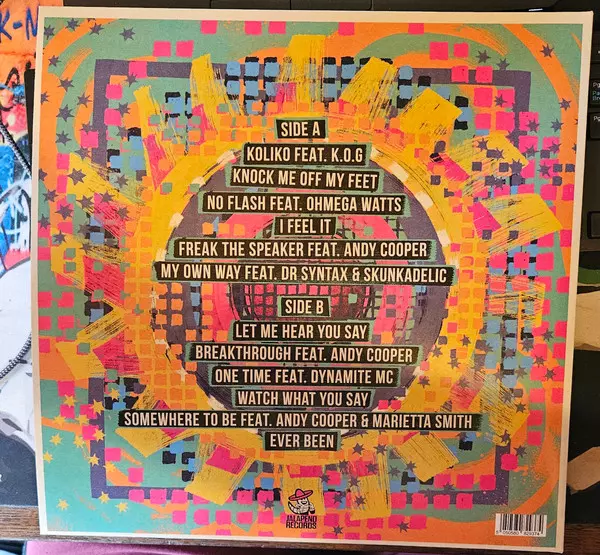 SIDE A
KOLIKO FEAT. K.O.G
KNOCK ME OFF MY FEET
NO FLASH FEAT. OHMEGA WATTS
I FEEL IT
FREAK THE SPEAKER FEAT. ANDY COOPER
MY OWN WAY FEAT. DR SYNTAX & SKUNKADELIC
SIDE B
LET ME HEAR YOU SAY
BREAKTHROUGH FEAT. ANDY COOPER
ONE TIME FEAT. DYNAMITE MC
WATCH WHAT YOU SAY
SOMEWHERE TO BE FEAT. ANDY COOPER & MARIETTA SMITH
EVER BEEN
JALAPENO
RECORDS